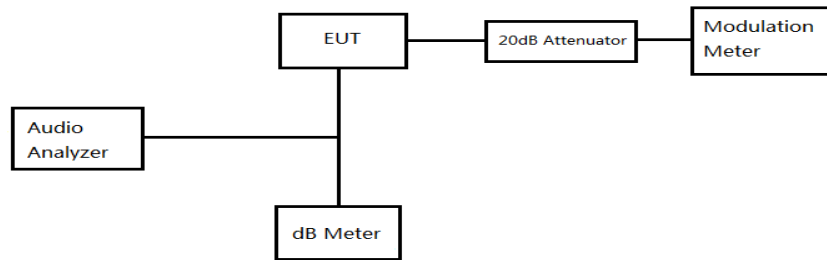 EUT
20dB Attenuator
Modulation
Meter
Audio
Analyzer
dB Meter